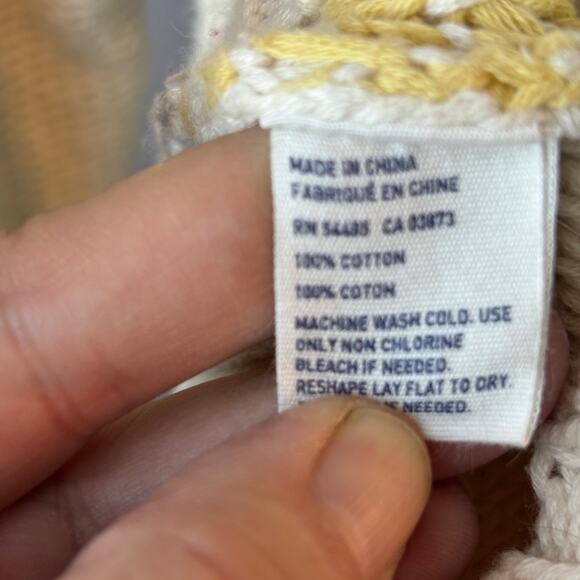 MADE IN CHINA
FABRIQUÉ EN CHINE
RN 54485 CA 03873
100% COTTON
100% COTON
MACHINE WASH COLD. USE
ONLY NON CHLORINE
BLEACH IF NEEDED.
RESHAPE LAY FLAT TO DRY.
NEEDED.